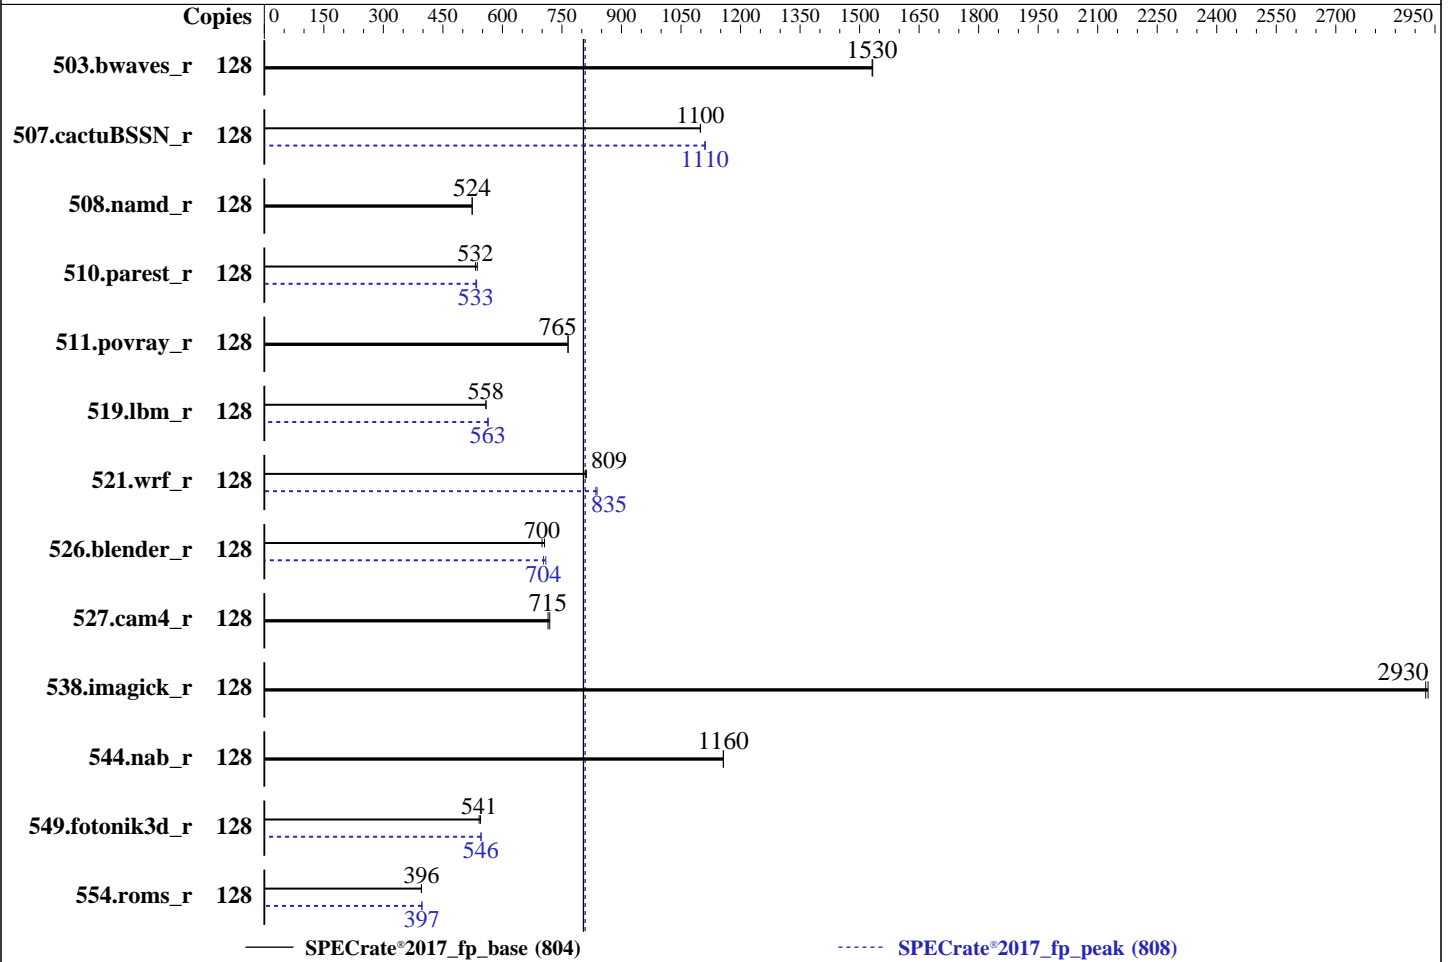 Copies 0 150 300 450 600 750 900 1050 1200 1350 1500 1650 1800 1950 2100 2250 2400 2550 2700 2950
503.bwaves_r 128 1530
507.cactuBSSN_r 128 1100
1110
508.namd_r 128 524
510.parest_r 128 532
533
511.povray_r 128 765
519.lbm_r 128 558
563
521.wrf_r 128 809
835
526.blender_r 128 700
704
527.cam4_r 128 715
538.imagick_r 128 2930
544.nab_r 128 1160
549.fotonik3d_r 128 541
546
554.roms_r 128 396
397
SPECrate®2017_fp_base (804) SPECrate®2017_fp_peak (808)